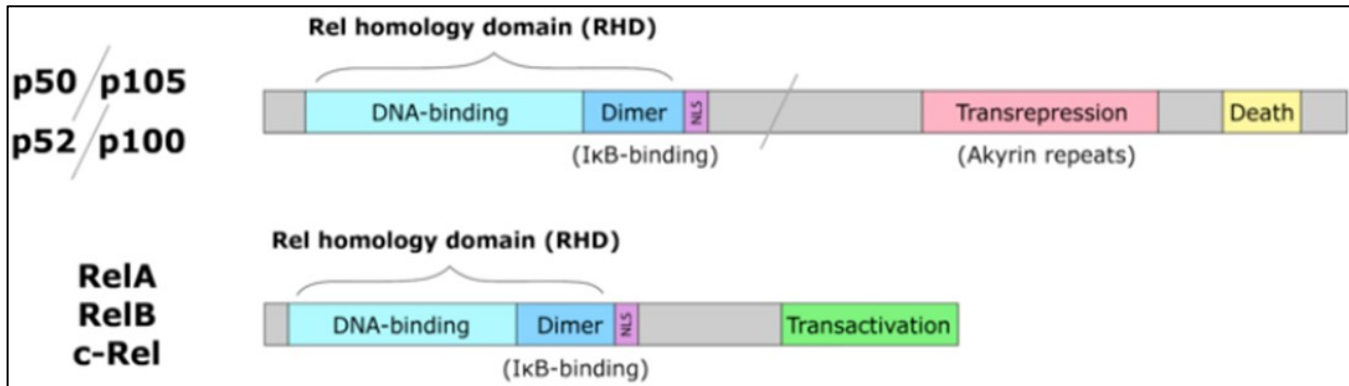 Rel homology domain (RHD)
p50/p105
p52/p100
DNA-binding
Dimer
NLS
Transrepression
Death
(IκB-binding)
(Akyrin repeats)
Rel homology domain (RHD)
RelA
RelB
c-Rel
DNA-binding
Dimer
NLS
Transactivation
(IκB-binding)